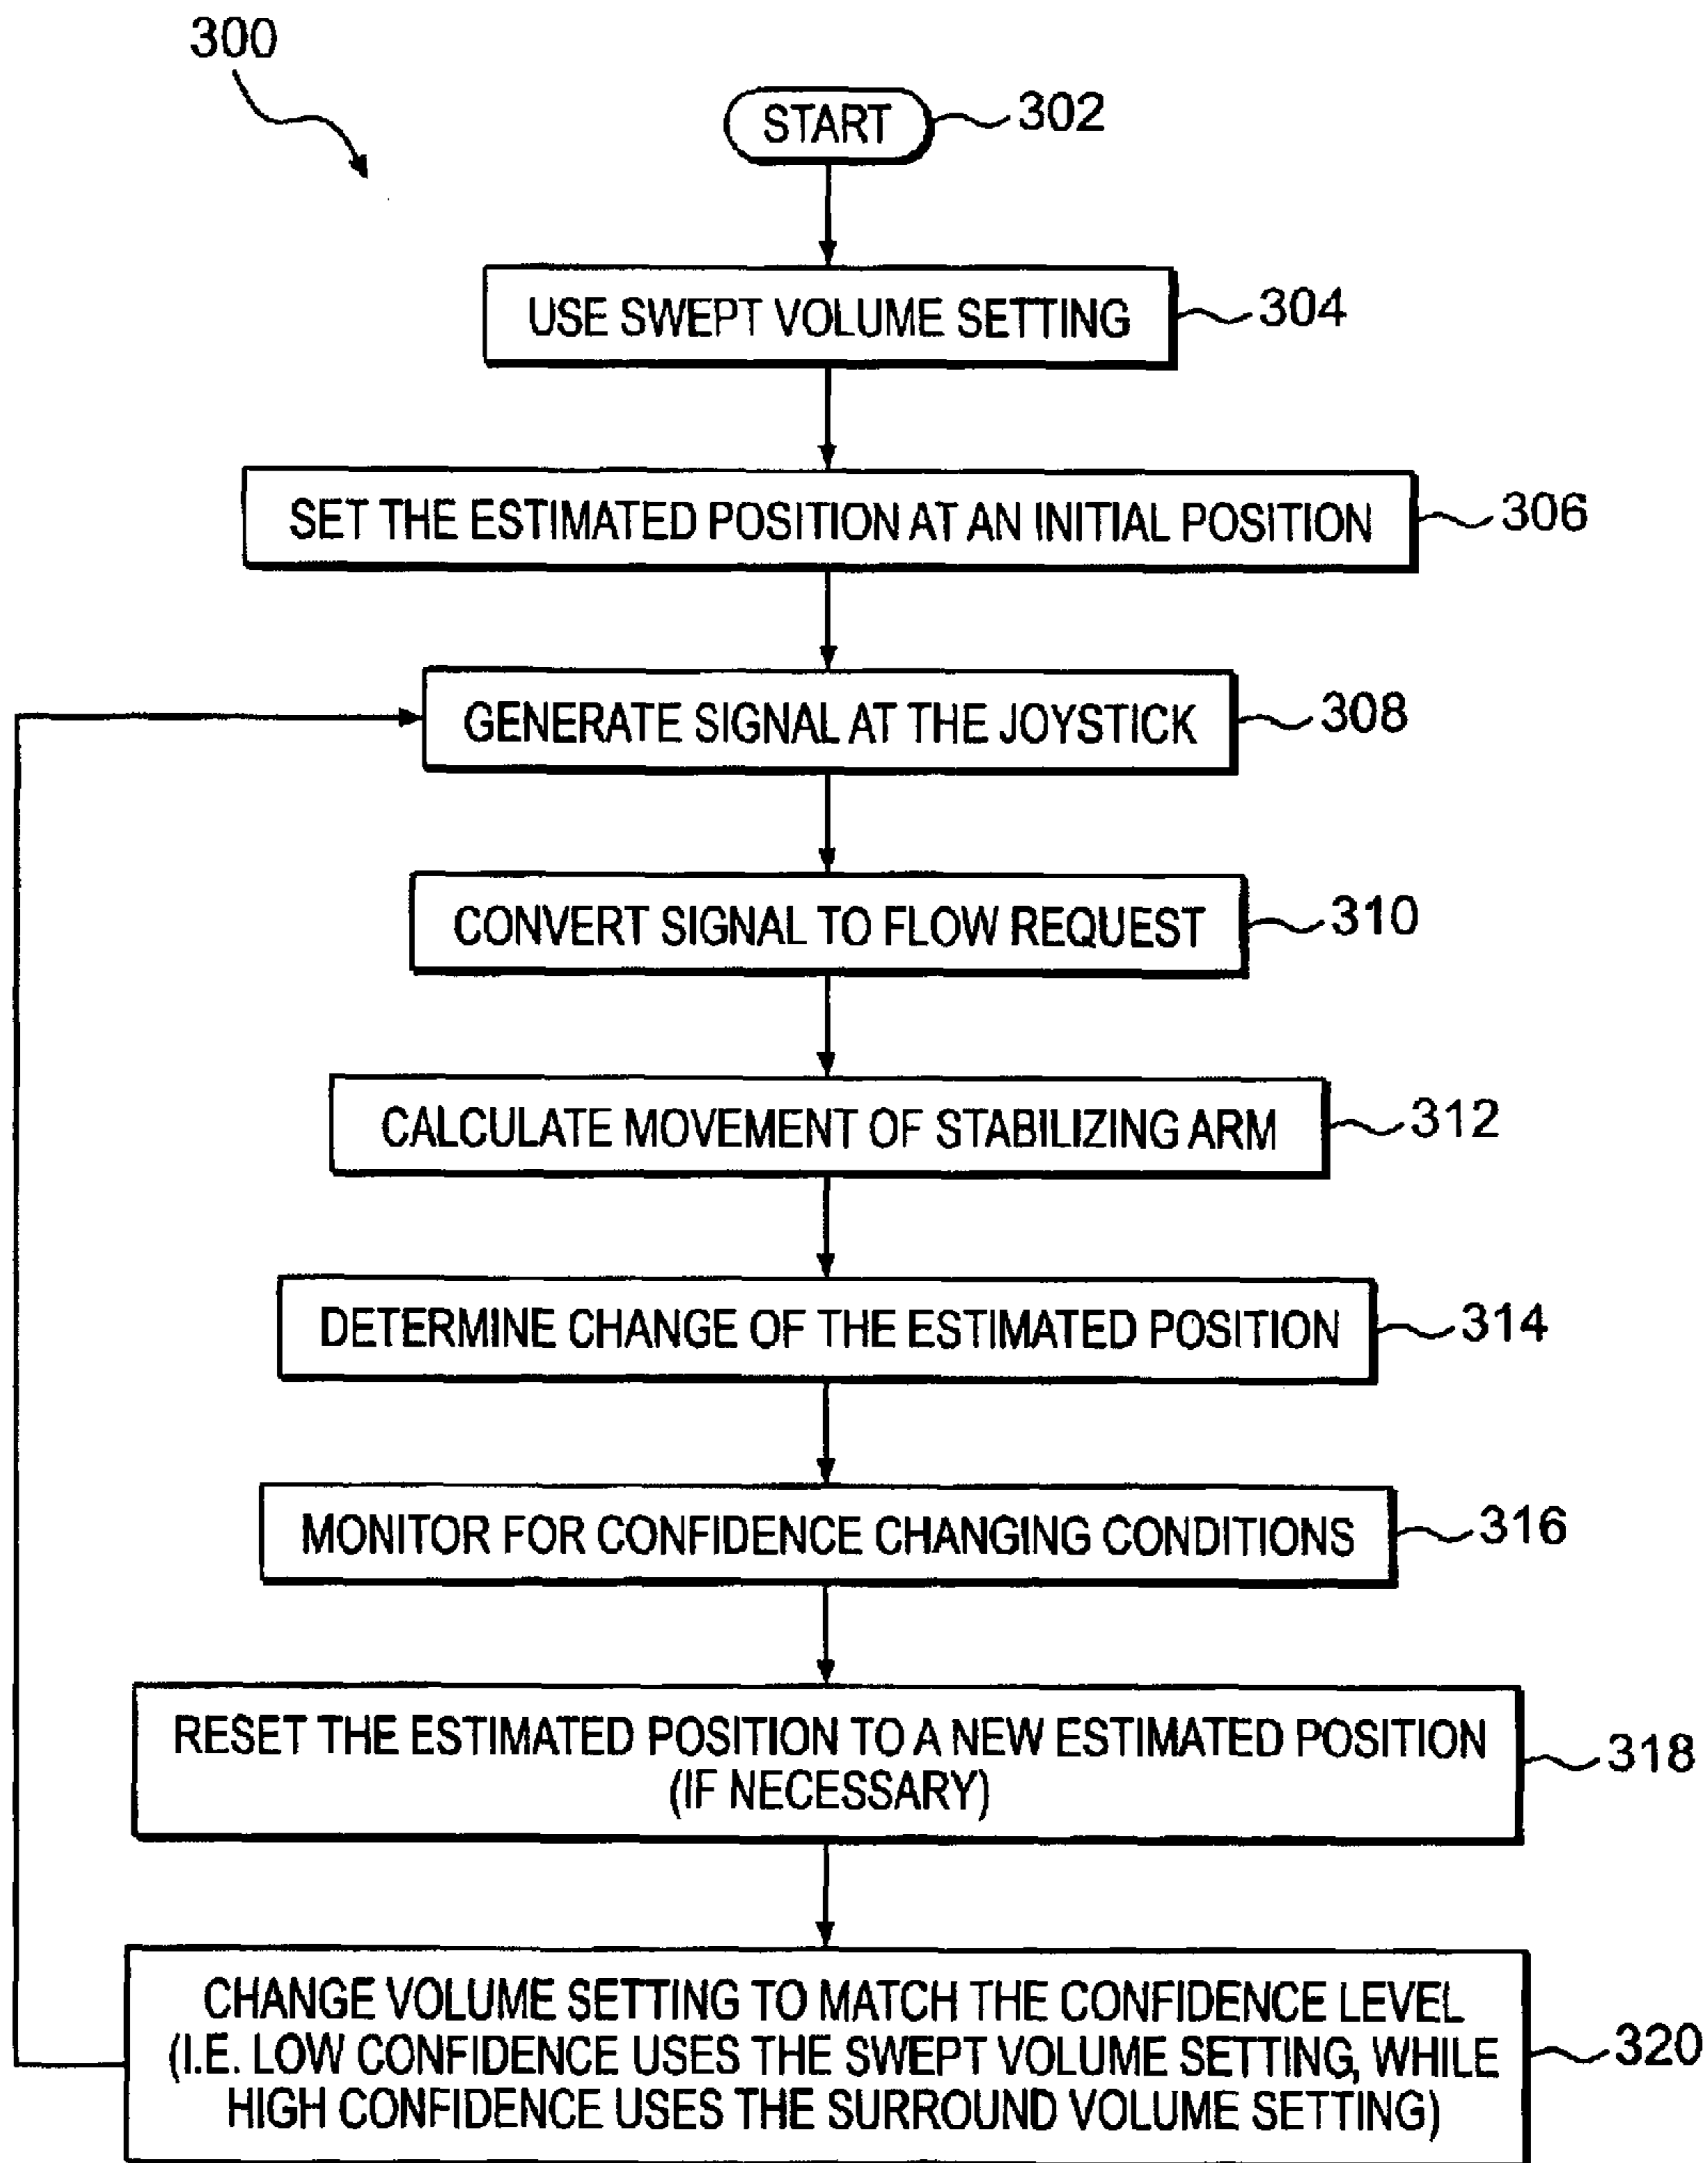 300
START
302
USE SWEPT VOLUME SETTING
304
SET THE ESTIMATED POSITION AT AN INITIAL POSITION
306
GENERATE SIGNAL AT THE JOYSTICK
308
CONVERT SIGNAL TO FLOW REQUEST
310
CALCULATE MOVEMENT OF STABILIZING ARM
312
DETERMINE CHANGE OF THE ESTIMATED POSITION
314
MONITOR FOR CONFIDENCE CHANGING CONDITIONS
316
RESET THE ESTIMATED POSITION TO A NEW ESTIMATED POSITION
(IF NECESSARY)
318
CHANGE VOLUME SETTING TO MATCH THE CONFIDENCE LEVEL
(I.E. LOW CONFIDENCE USES THE SWEPT VOLUME SETTING, WHILE
HIGH CONFIDENCE USES THE SURROUND VOLUME SETTING)
320